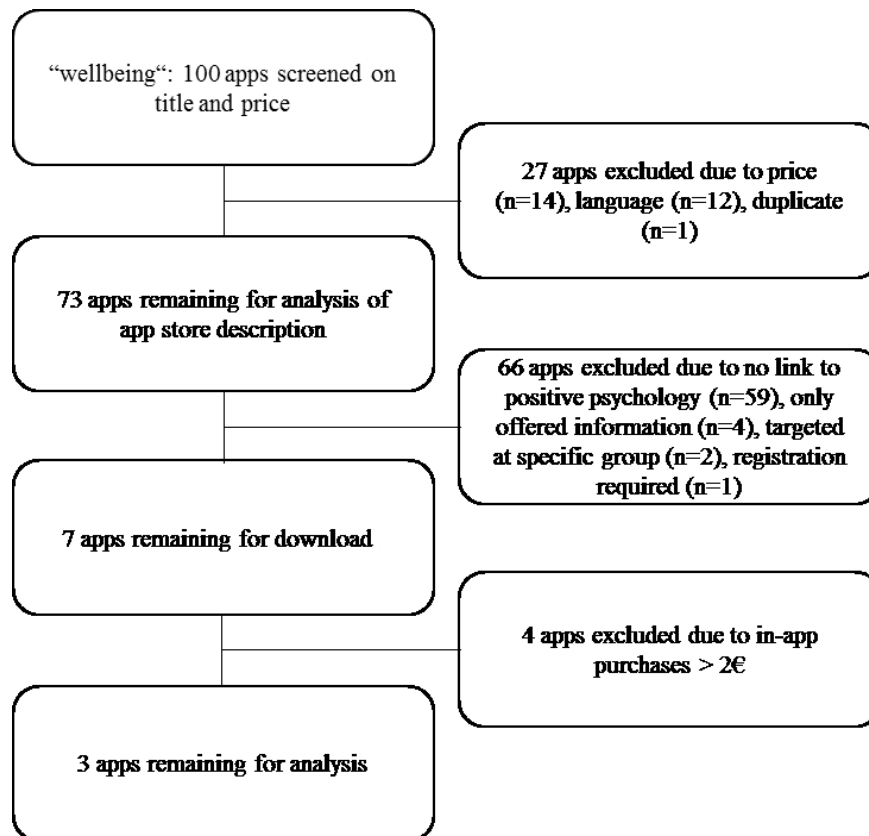 “wellbeing“: 100 apps screened on
title and price
27 apps excluded due to price
(n=14), language (n=12), duplicate
(n=1)
73 apps remaining for analysis of
app store description
66 apps excluded due to no link to
positive psychology (n=59), only
offered information (n=4), targeted
at specific group (n=2), registration
required (n=1)
7 apps remaining for download
4 apps excluded due to in-app
purchases > 2€
3 apps remaining for analysis